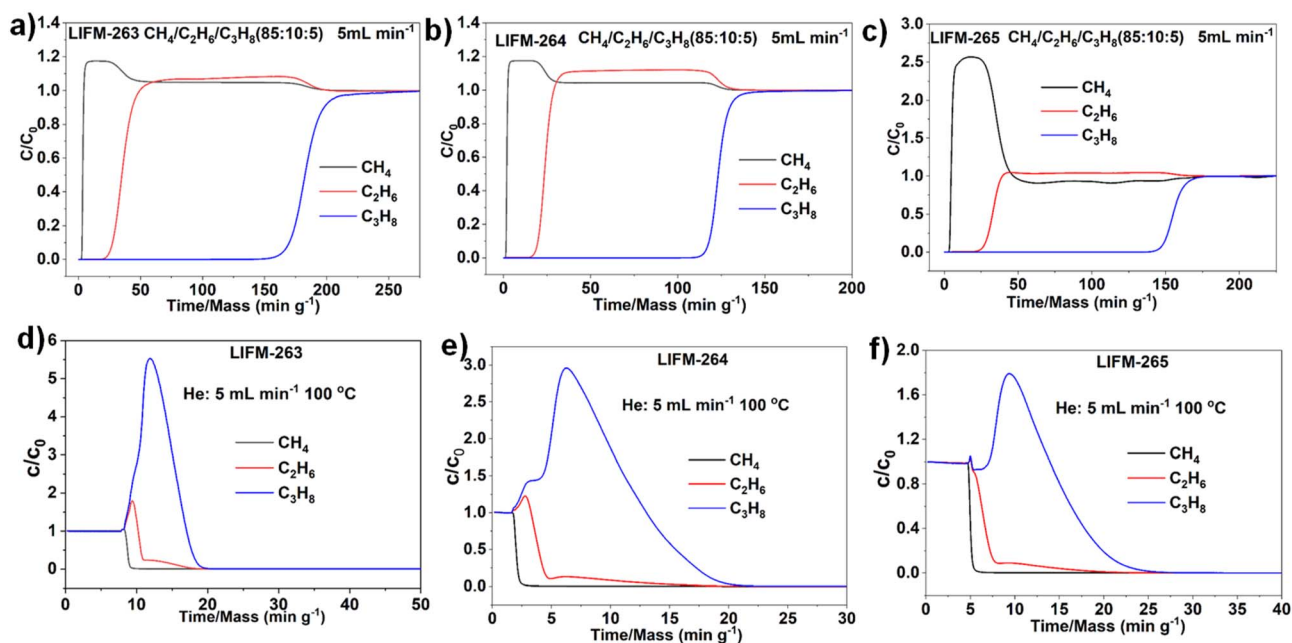 a)
LIFM-263 CH₄/C₂H₆/C₃H₈(85:10:5) 5mL min⁻¹
1.4
1.2
1.0
0.8
0.6
0.4
0.2
0.0
C/C₀
CH₄
C₂H₆
C₃H₈
0 50 100 150 200 250
Time/Mass (min g⁻¹)
b)
LIFM-264 CH₄/C₂H₆/C₃H₈(85:10:5) 5mL min⁻¹
1.4
1.2
1.0
0.8
0.6
0.4
0.2
0.0
C/C₀
CH₄
C₂H₆
C₃H₈
0 50 100 150 200
Time/Mass (min g⁻¹)
c)
LIFM-265 CH₄/C₂H₆/C₃H₈(85:10:5) 5mL min⁻¹
3.0
2.5
2.0
1.5
1.0
0.5
0.0
C/C₀
CH₄
C₂H₆
C₃H₈
0 50 100 150 200
Time/Mass (min g⁻¹)
d)
LIFM-263
He: 5 mL min⁻¹ 100 °C
6
5
4
3
2
1
0
c/c₀
CH₄
C₂H₆
C₃H₈
0 10 20 30 40 50
Time/Mass (min g⁻¹)
e)
LIFM-264
He: 5 mL min⁻¹ 100 °C
3.0
2.5
2.0
1.5
1.0
0.5
0.0
c/c₀
CH₄
C₂H₆
C₃H₈
0 5 10 15 20 25 30
Time/Mass (min g⁻¹)
f)
LIFM-265
He: 5 mL min⁻¹ 100 °C
2.0
1.6
1.2
0.8
0.4
0.0
c/c₀
CH₄
C₂H₆
C₃H₈
0 5 10 15 20 25 30 35 40
Time/Mass (min g⁻¹)